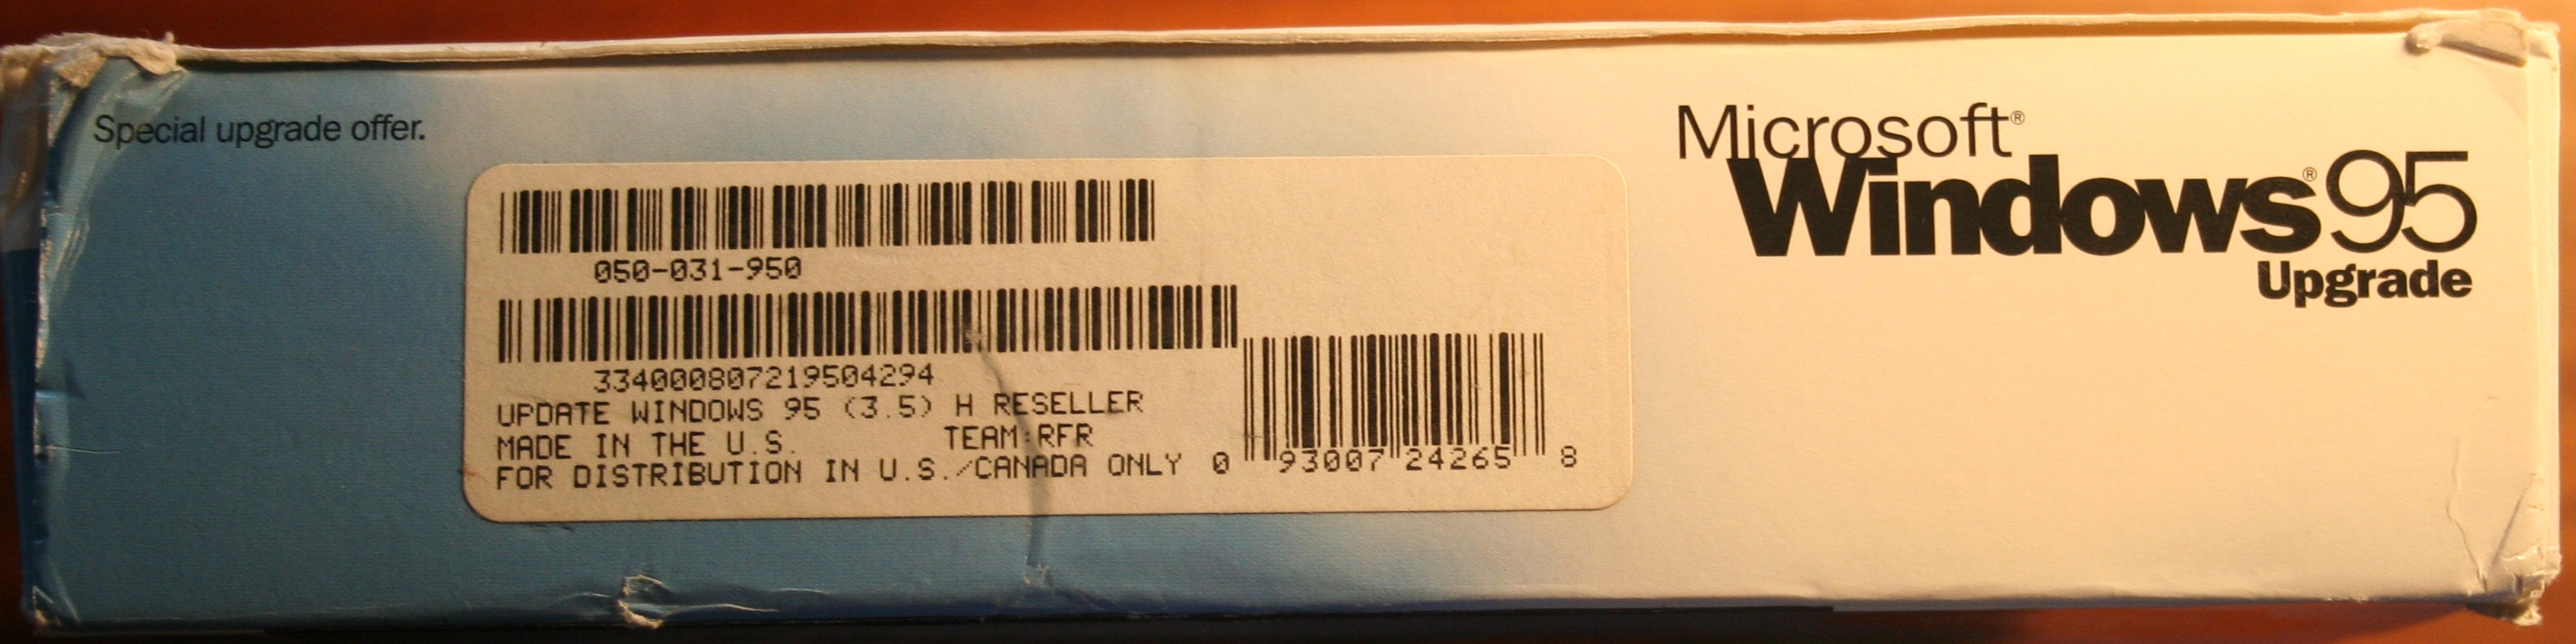 Special upgrade offer.
050-031-950
334000807219504294
UPDATE WINDOWS 95 (3.5) H RESELLER
MADE IN THE U.S. TEAM:RFR
FOR DISTRIBUTION IN U.S./CANADA ONLY
0 93007 24265 8
Microsoft®
Windows®95
Upgrade